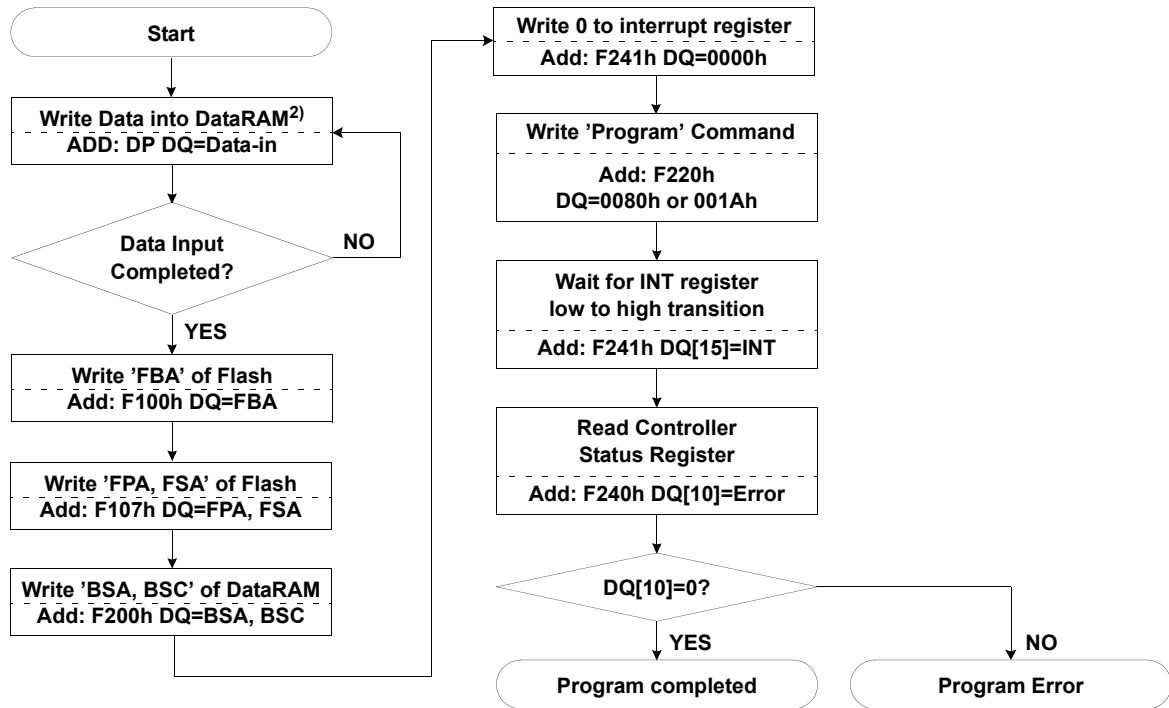 Start
Write Data into DataRAM2)
ADD: DP DQ=Data-in
Data Input
Completed?
NO
YES
Write ’FBA’ of Flash
Add: F100h DQ=FBA
Write ’FPA, FSA’ of Flash
Add: F107h DQ=FPA, FSA
Write ’BSA, BSC’ of DataRAM
Add: F200h DQ=BSA, BSC
Write 0 to interrupt register
Add: F241h DQ=0000h
Write ’Program’ Command
Add: F220h
DQ=0080h or 001Ah
Wait for INT register
low to high transition
Add: F241h DQ[15]=INT
Read Controller
Status Register
Add: F240h DQ[10]=Error
DQ[10]=0?
YES
NO
Program completed
Program Error